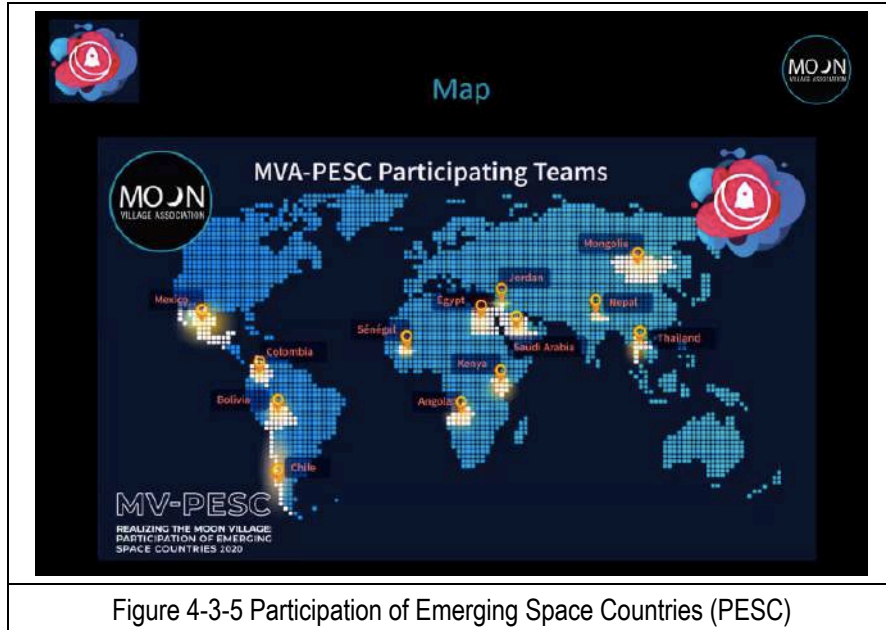 MOON
VILLAGE ASSOCIATION
Map
MOON
VILLAGE ASSOCIATION
MVA-PESC Participating Teams
Mongolia
Jordan
Mexico
Egypt
Nepal
Sénégal
Saudi Arabia
Thailand
Colombia
Kenya
Bolivia
Angola
Chile
MV-PESC
REALIZING THE MOON VILLAGE:
PARTICIPATION OF EMERGING
SPACE COUNTRIES 2020
Figure 4-3-5 Participation of Emerging Space Countries (PESC)